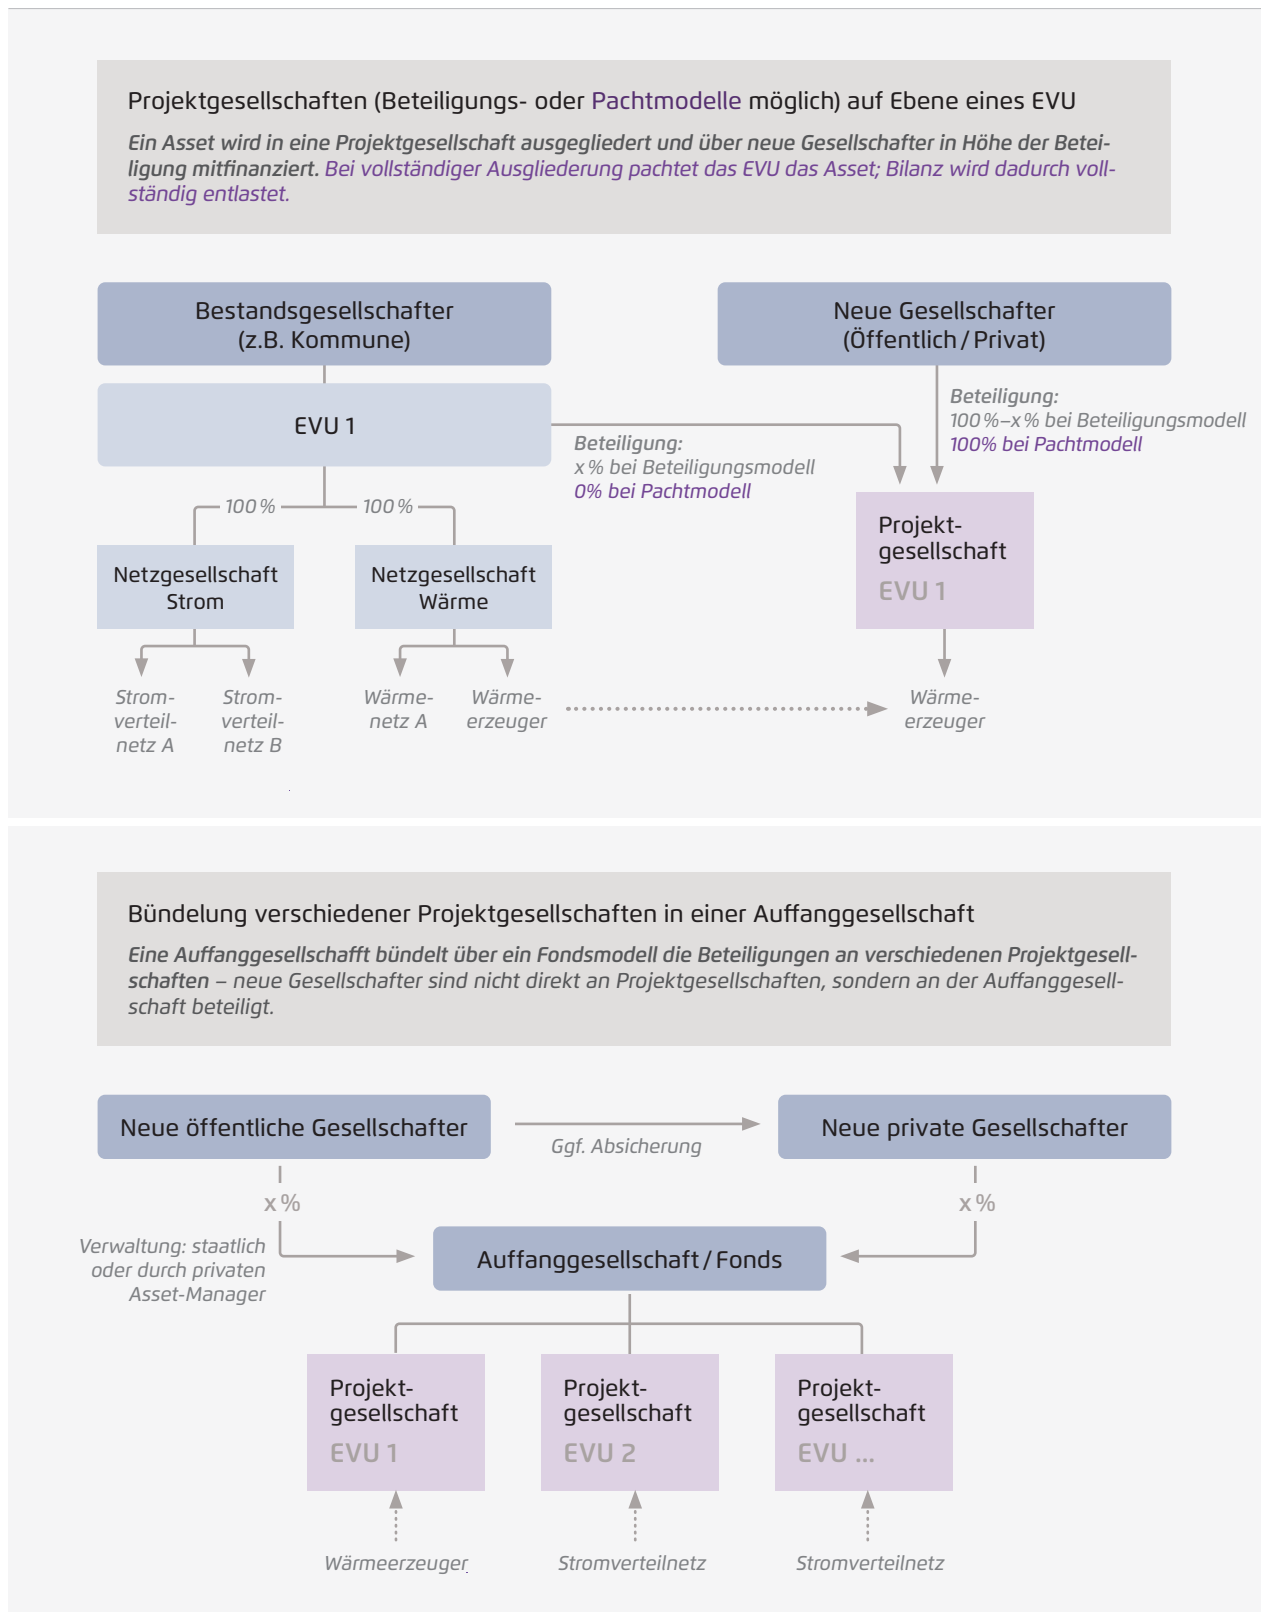 Projektgesellschaften (Beteiligungs- oder Pachtmodelle möglich) auf Ebene eines EVU
Ein Asset wird in eine Projektgesellschaft ausgegliedert und über neue Gesellschafter in Höhe der Betei-
ligung mitfinanziert. Bei vollständiger Ausgliederung pachtet das EVU das Asset; Bilanz wird dadurch voll-
ständig entlastet.
Bestandsgesellschafter
(z.B. Kommune)
Neue Gesellschafter
(Öffentlich / Privat)
EVU 1
Beteiligung:
x % bei Beteiligungsmodell
0% bei Pachtmodell
Beteiligung:
100 %–x % bei Beteiligungsmodell
100% bei Pachtmodell
100 %
100 %
Netzgesellschaft
Strom
Netzgesellschaft
Wärme
Projekt-
gesellschaft
EVU 1
Strom-
verteil-
netz A
Strom-
verteil-
netz B
Wärme-
netz A
Wärme-
erzeuger
Wärme-
erzeuger
Bündelung verschiedener Projektgesellschaften in einer Auffanggesellschaft
Eine Auffanggesellschafft bündelt über ein Fondsmodell die Beteiligungen an verschiedenen Projektgesell-
schaften – neue Gesellschafter sind nicht direkt an Projektgesellschaften, sondern an der Auffanggesell-
schaft beteiligt.
Neue öffentliche Gesellschafter
Ggf. Absicherung
Neue private Gesellschafter
x %
x %
Verwaltung: staatlich
oder durch privaten
Asset-Manager
Auffanggesellschaft / Fonds
Projekt-
gesellschaft
EVU 1
Projekt-
gesellschaft
EVU 2
Projekt-
gesellschaft
EVU ...
Wärmeerzeuger
Stromverteilnetz
Stromverteilnetz